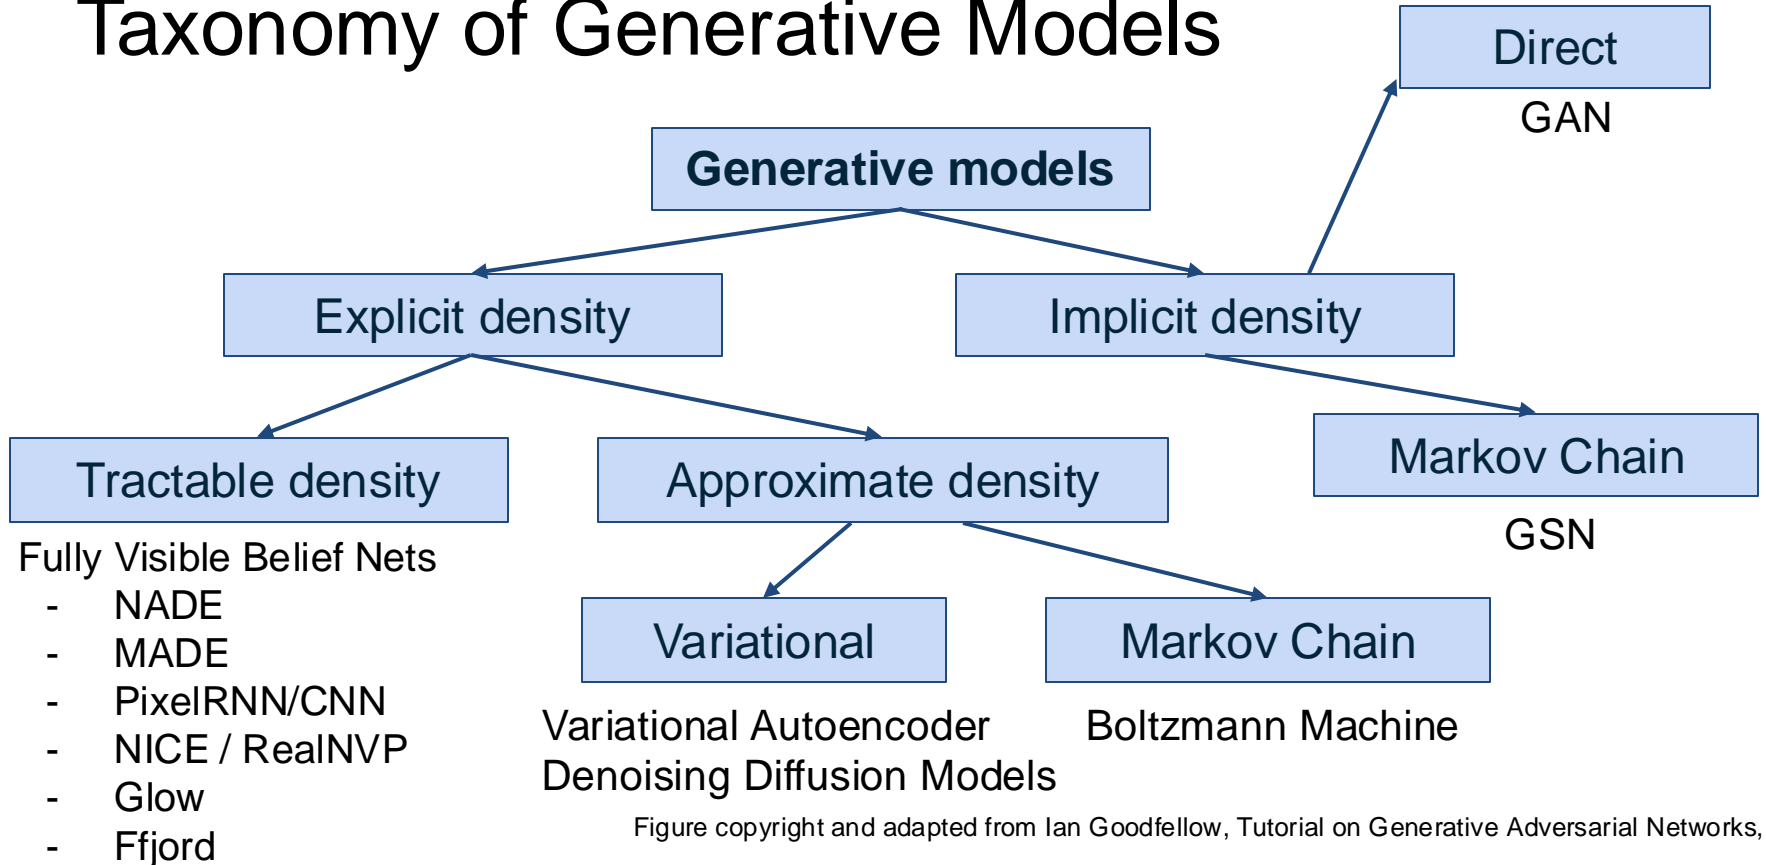 Taxonomy of Generative Models
Direct
GAN
Generative models
Explicit density
Implicit density
Tractable density
Approximate density
Markov Chain
GSN
Fully Visible Belief Nets
- NADE
- MADE
- PixelRNN/CNN
- NICE / RealNVP
- Glow
- Ffjord
Variational
Markov Chain
Variational Autoencoder
Denoising Diffusion Models
Boltzmann Machine
Figure copyright and adapted from Ian Goodfellow, Tutorial on Generative Adversarial Networks,